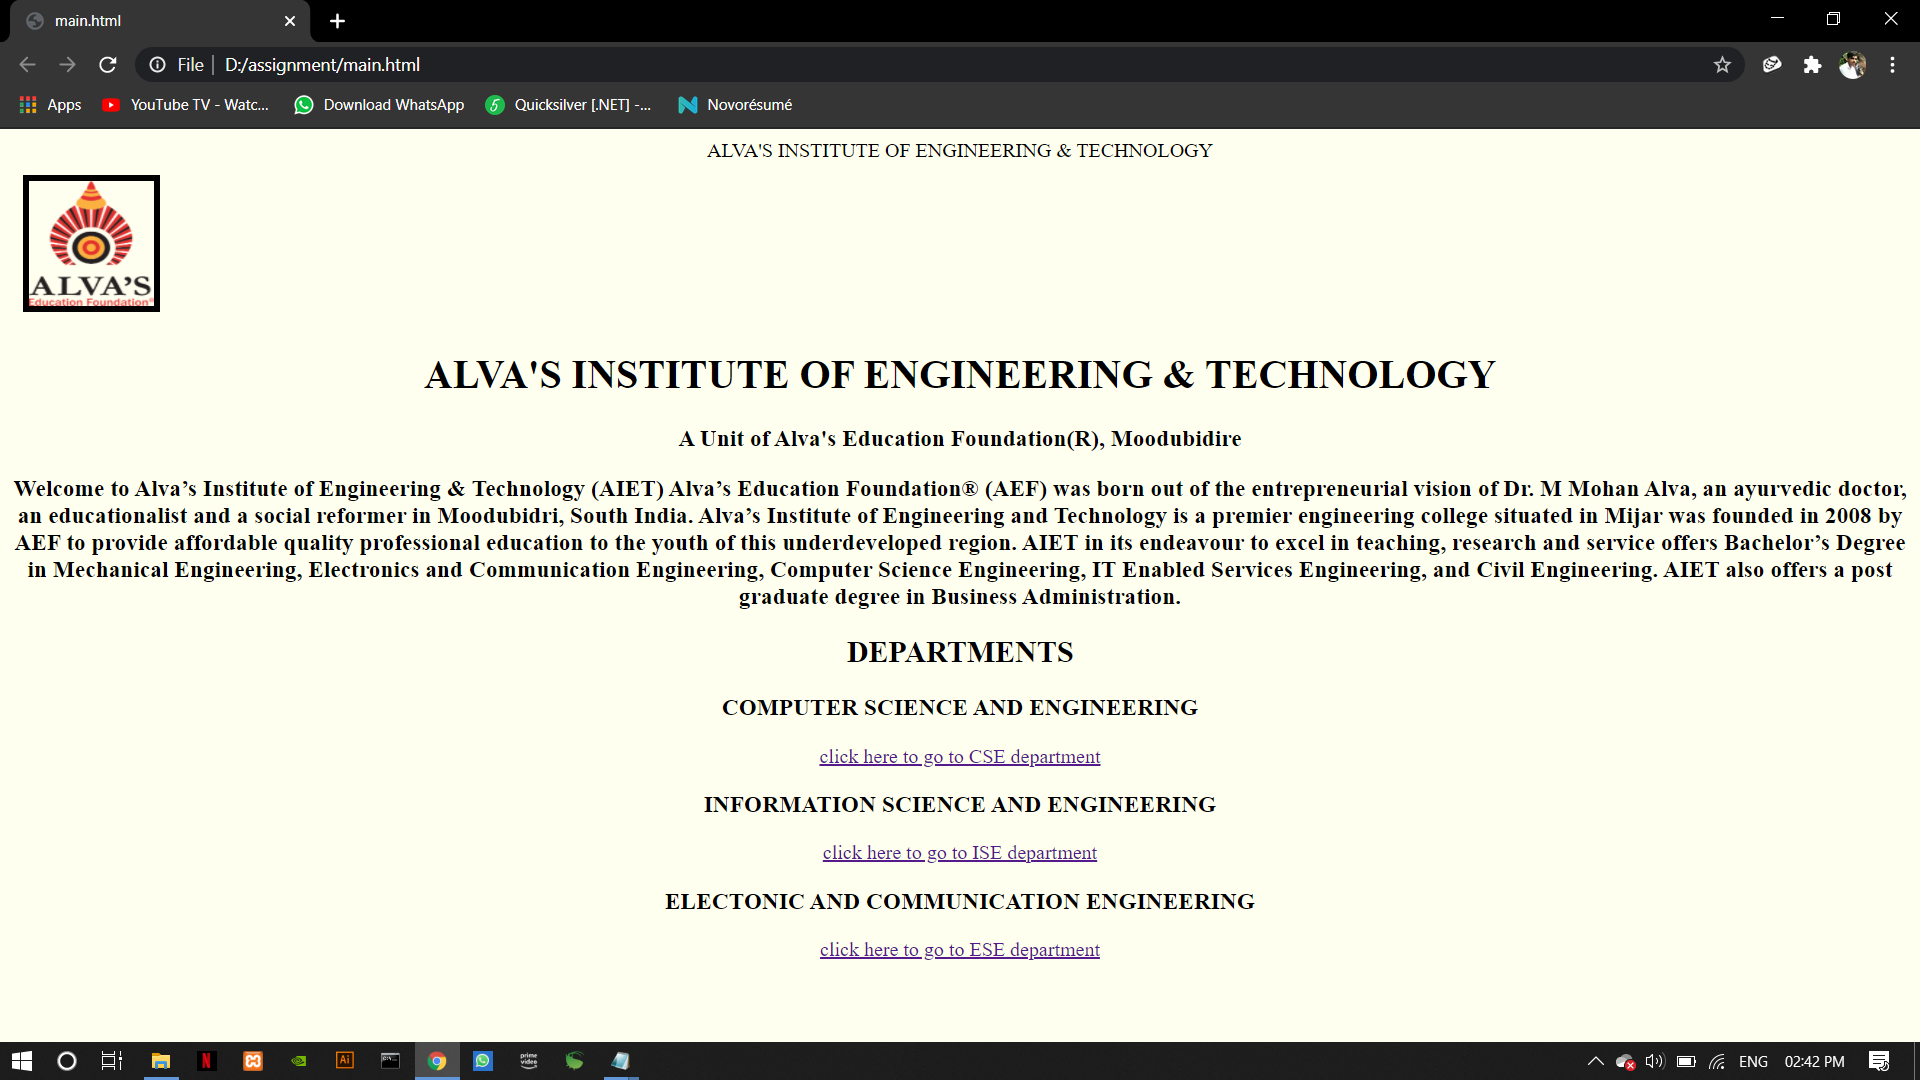 main.html
File
D:/assignment/main.html
Apps
YouTube TV - Watc...
Download WhatsApp
Quicksilver [.NET] -...
Novorésumé
ALVA'S INSTITUTE OF ENGINEERING & TECHNOLOGY
ALVA'S
Education Foundation®
ALVA'S INSTITUTE OF ENGINEERING & TECHNOLOGY
A Unit of Alva's Education Foundation(R), Moodubidire
Welcome to Alva’s Institute of Engineering & Technology (AIET) Alva’s Education Foundation® (AEF) was born out of the entrepreneurial vision of Dr. M Mohan Alva, an ayurvedic doctor,
an educationalist and a social reformer in Moodubidri, South India. Alva’s Institute of Engineering and Technology is a premier engineering college situated in Mijar was founded in 2008 by
AEF to provide affordable quality professional education to the youth of this underdeveloped region. AIET in its endeavour to excel in teaching, research and service offers Bachelor’s Degree
in Mechanical Engineering, Electronics and Communication Engineering, Computer Science Engineering, IT Enabled Services Engineering, and Civil Engineering. AIET also offers a post
graduate degree in Business Administration.
DEPARTMENTS
COMPUTER SCIENCE AND ENGINEERING
click here to go to CSE department
INFORMATION SCIENCE AND ENGINEERING
click here to go to ISE department
ELECTONIC AND COMMUNICATION ENGINEERING
click here to go to ESE department
N
Ai
prime video
ENG
02:42 PM